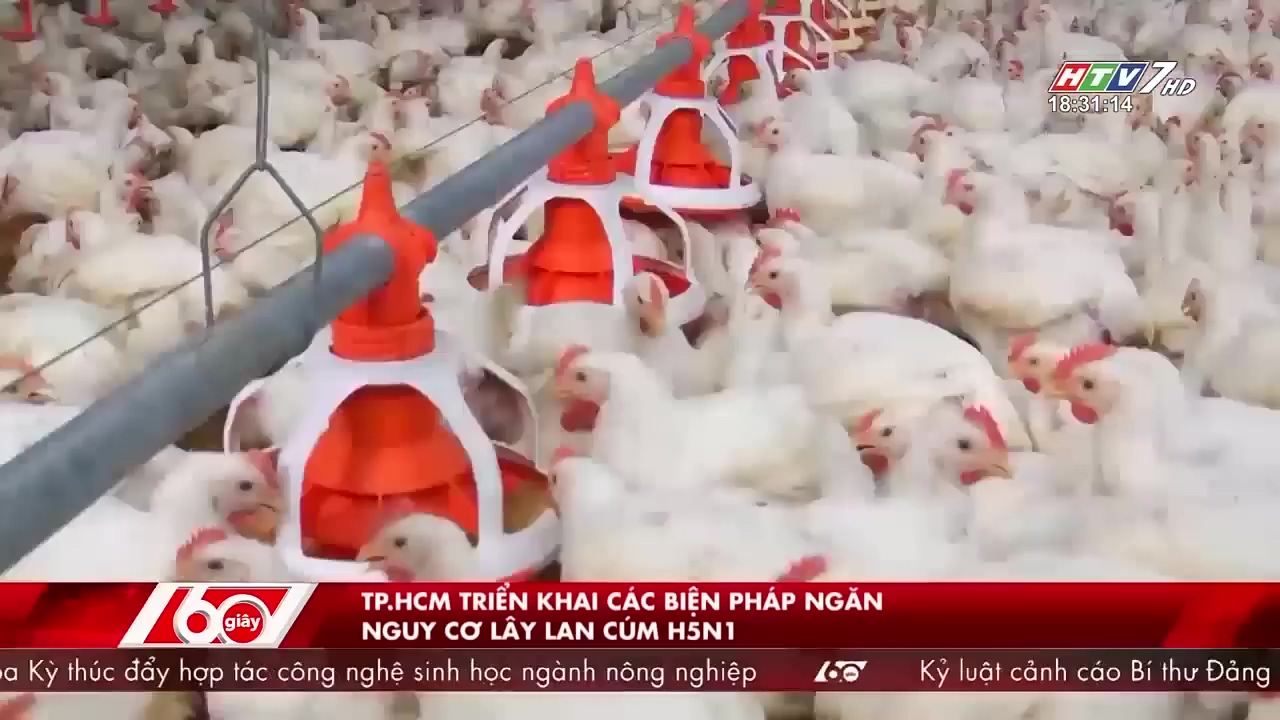 HTV7 HD
18:31:14
60 giây
TP.HCM TRIỂN KHAI CÁC BIỆN PHÁP NGĂN
NGUY CƠ LÂY LAN CÚM H5N1
Kỳ thúc đẩy hợp tác công nghệ sinh học ngành nông nghiệp 60 Kỷ luật cảnh cáo Bí thư Đảng